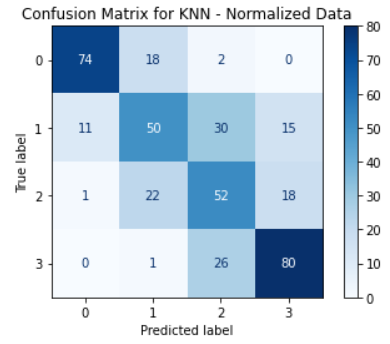 Confusion Matrix for KNN - Normalized Data
80
0 74 18 2 0
70
60
1 11 50 30 15
50
True label
40
2 1 22 52 18
30
20
3 0 1 26 80
10
0
0 1 2 3
Predicted label